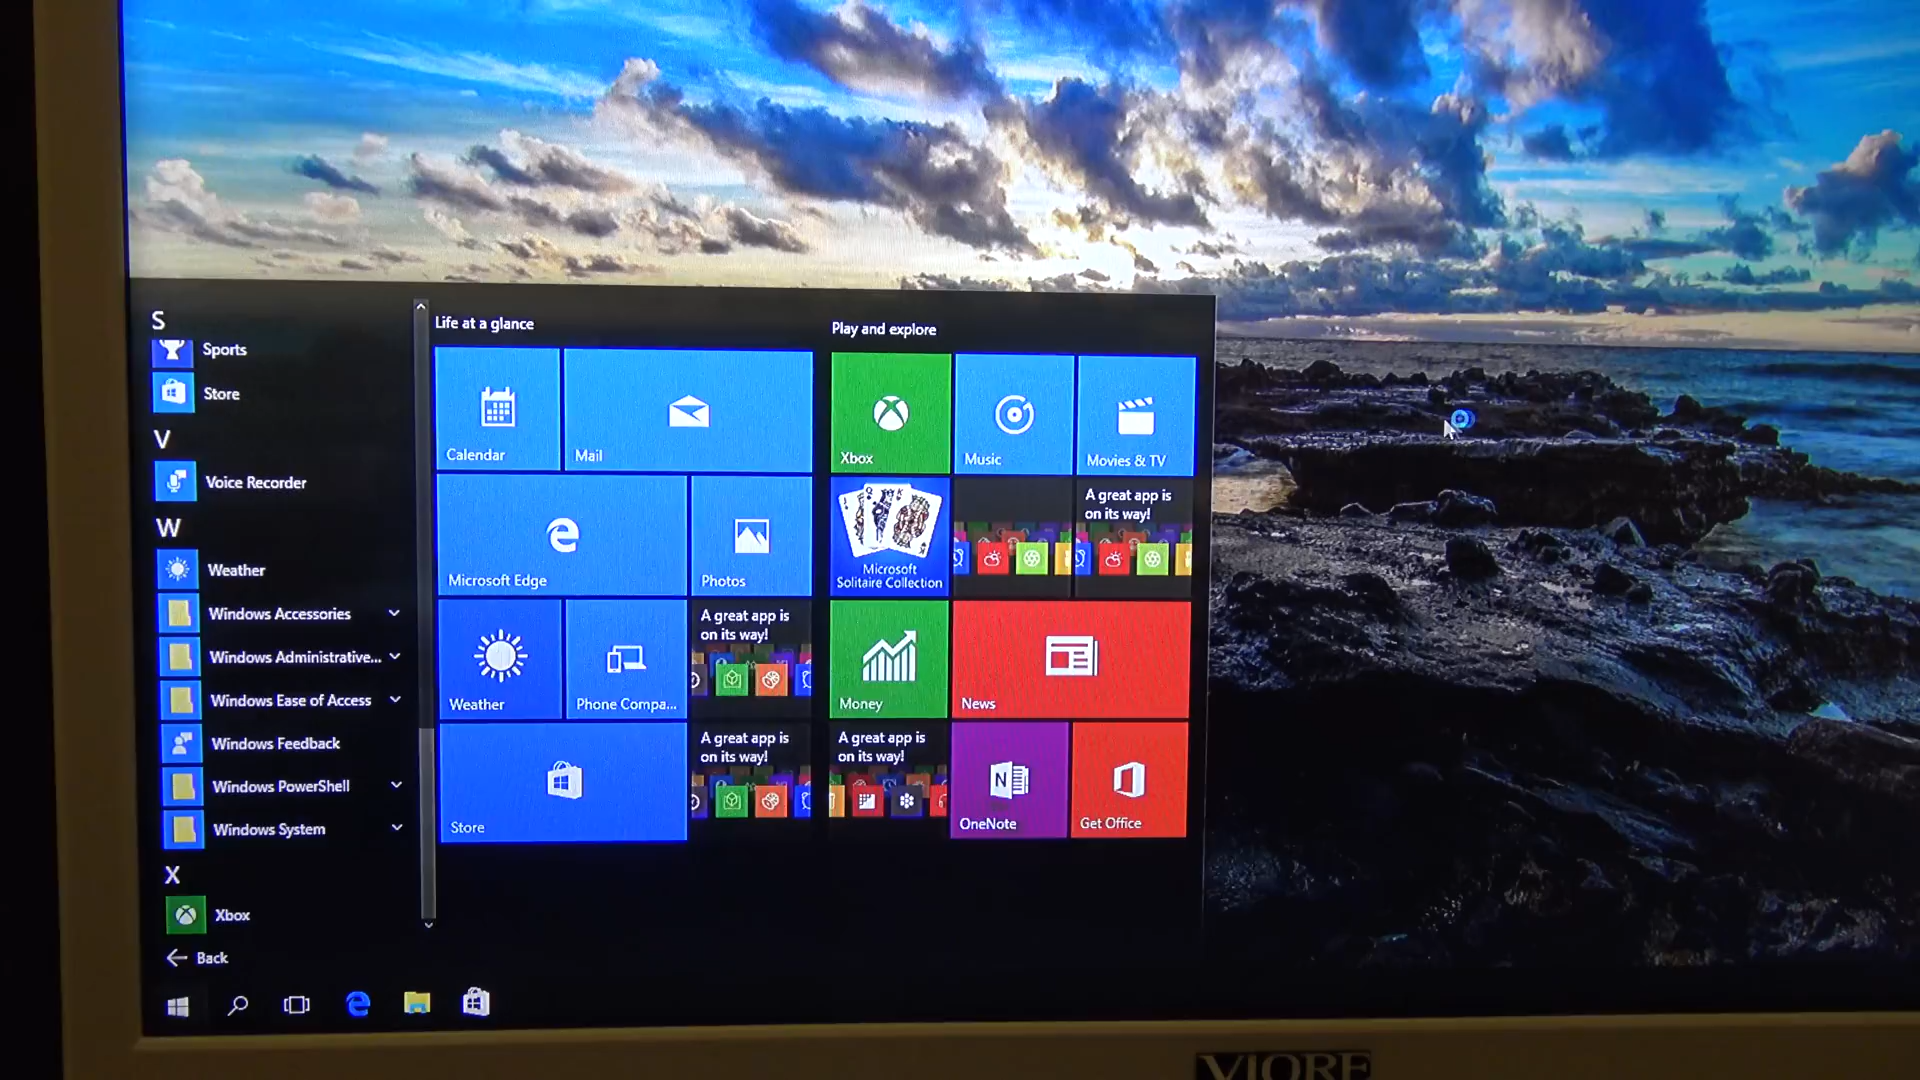 S
Sports
Store
V
Voice Recorder
W
Weather
Windows Accessories
Windows Administrative...
Windows Ease of Access
Windows Feedback
Windows PowerShell
Windows System
X
Xbox
Back
Life at a glance
Calendar
Mail
Microsoft Edge
Photos
Weather
Phone Compa...
A great app is
on its way!
Store
A great app is
on its way!
Play and explore
Xbox
Music
Movies & TV
Microsoft
Solitaire Collection
A great app is
on its way!
Money
News
A great app is
on its way!
N
OneNote
Get Office
VIORE